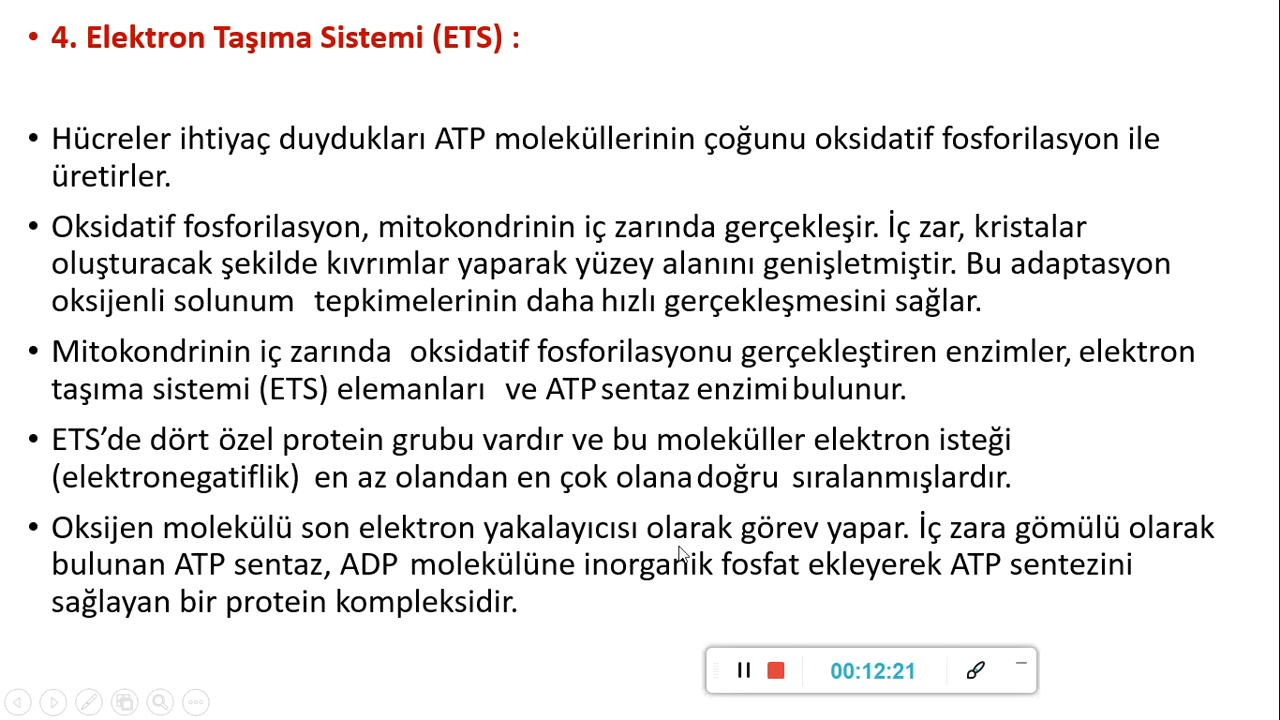 • 4. Elektron Taşıma Sistemi (ETS) :
• Hücreler ihtiyaç duydukları ATP moleküllerinin çoğunu oksidatif fosforilasyon ile
üretirler.
• Oksidatif fosforilasyon, mitokondrinin iç zarında gerçekleşir. İç zar, kristalar
oluşturacak şekilde kıvrımlar yaparak yüzey alanını genişletmiştir. Bu adaptasyon
oksijenli solunum tepkimelerinin daha hızlı gerçekleşmesini sağlar.
• Mitokondrinin iç zarında oksidatif fosforilasyonu gerçekleştiren enzimler, elektron
taşıma sistemi (ETS) elemanları ve ATP sentaz enzimi bulunur.
• ETS’de dört özel protein grubu vardır ve bu moleküller elektron isteği
(elektronegatiflik) en az olandan en çok olana doğru sıralanmışlardır.
• Oksijen molekülü son elektron yakalayıcısı olarak görev yapar. İç zara gömülü olarak
bulunan ATP sentaz, ADP molekülüne inorganik fosfat ekleyerek ATP sentezini
sağlayan bir protein kompleksidir.
00:12:21